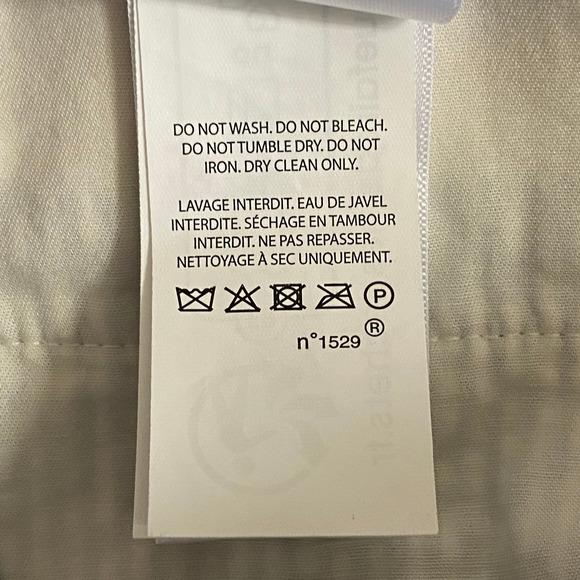 DO NOT WASH. DO NOT BLEACH.
DO NOT TUMBLE DRY. DO NOT
IRON. DRY CLEAN ONLY.
LAVAGE INTERDIT. EAU DE JAVEL
INTERDITE. SÉCHAGE EN TAMBOUR
INTERDIT. NE PAS REPASSER.
NETTOYAGE À SEC UNIQUEMENT.
P
n°1529 ®